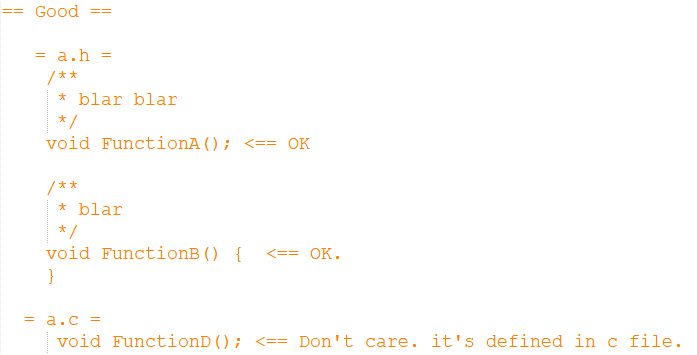 == Good ==
= a.h =
/**
* blar blar
*/
void FunctionA(); <== OK
/**
* blar
*/
void FunctionB() {  <== OK.
}
= a.c =
void FunctionD(); <== Don't care. it's defined in c file.